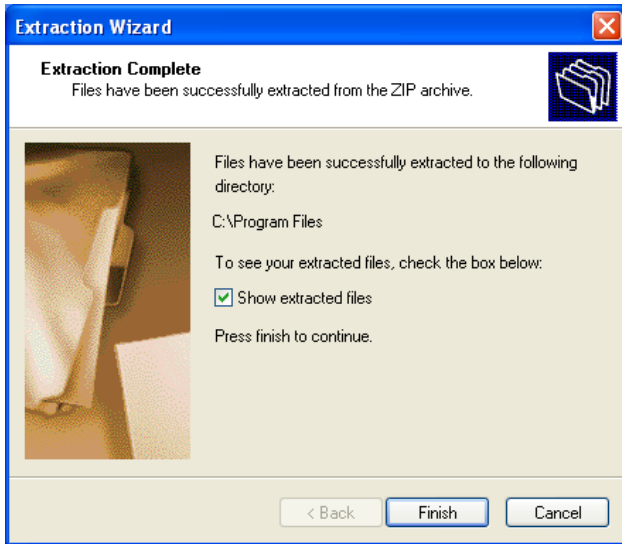 Extraction Wizard
Extraction Complete
Files have been successfully extracted from the ZIP archive.
Files have been successfully extracted to the following
directory:
C:\Program Files
To see your extracted files, check the box below:
Show extracted files
Press finish to continue.
< Back
Finish
Cancel